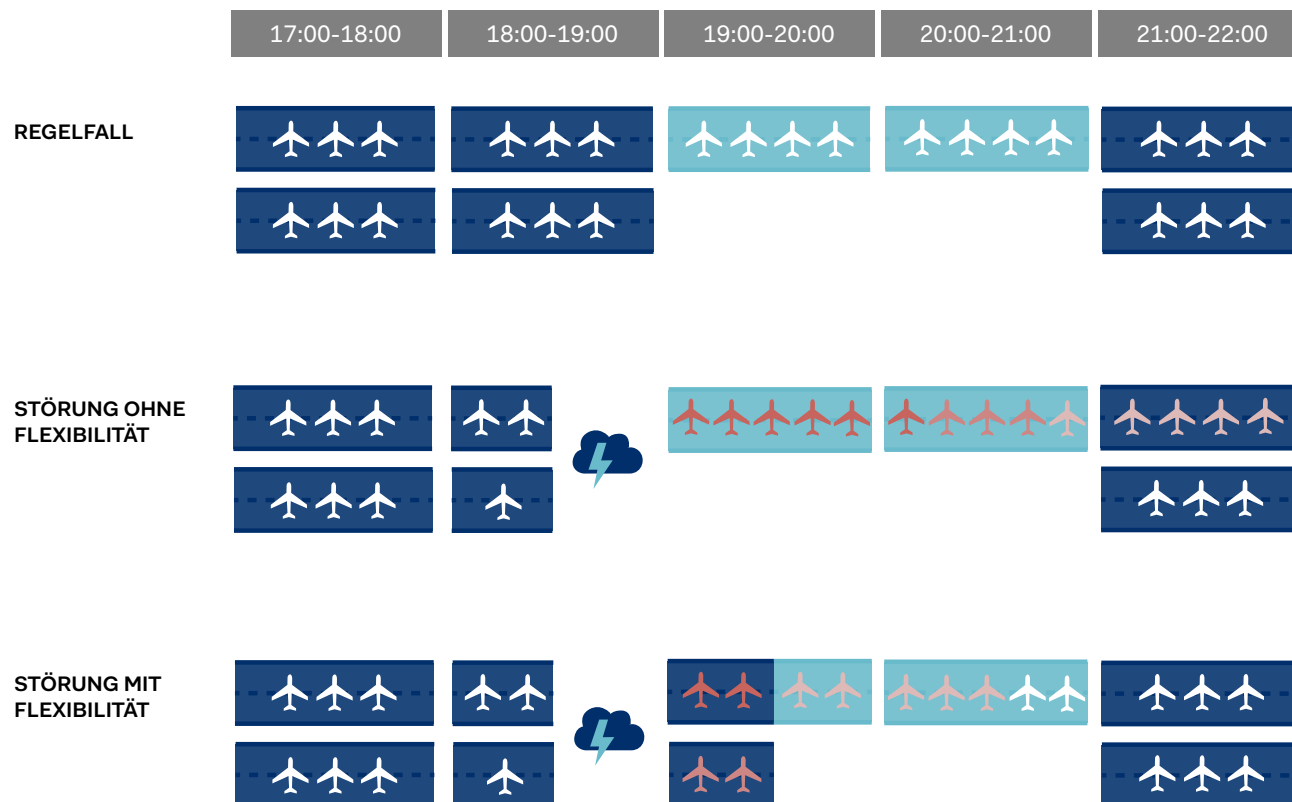 17:00-18:00
18:00-19:00
19:00-20:00
20:00-21:00
21:00-22:00
REGELFALL
STÖRUNG OHNE
FLEXIBILITÄT
STÖRUNG MIT
FLEXIBILITÄT